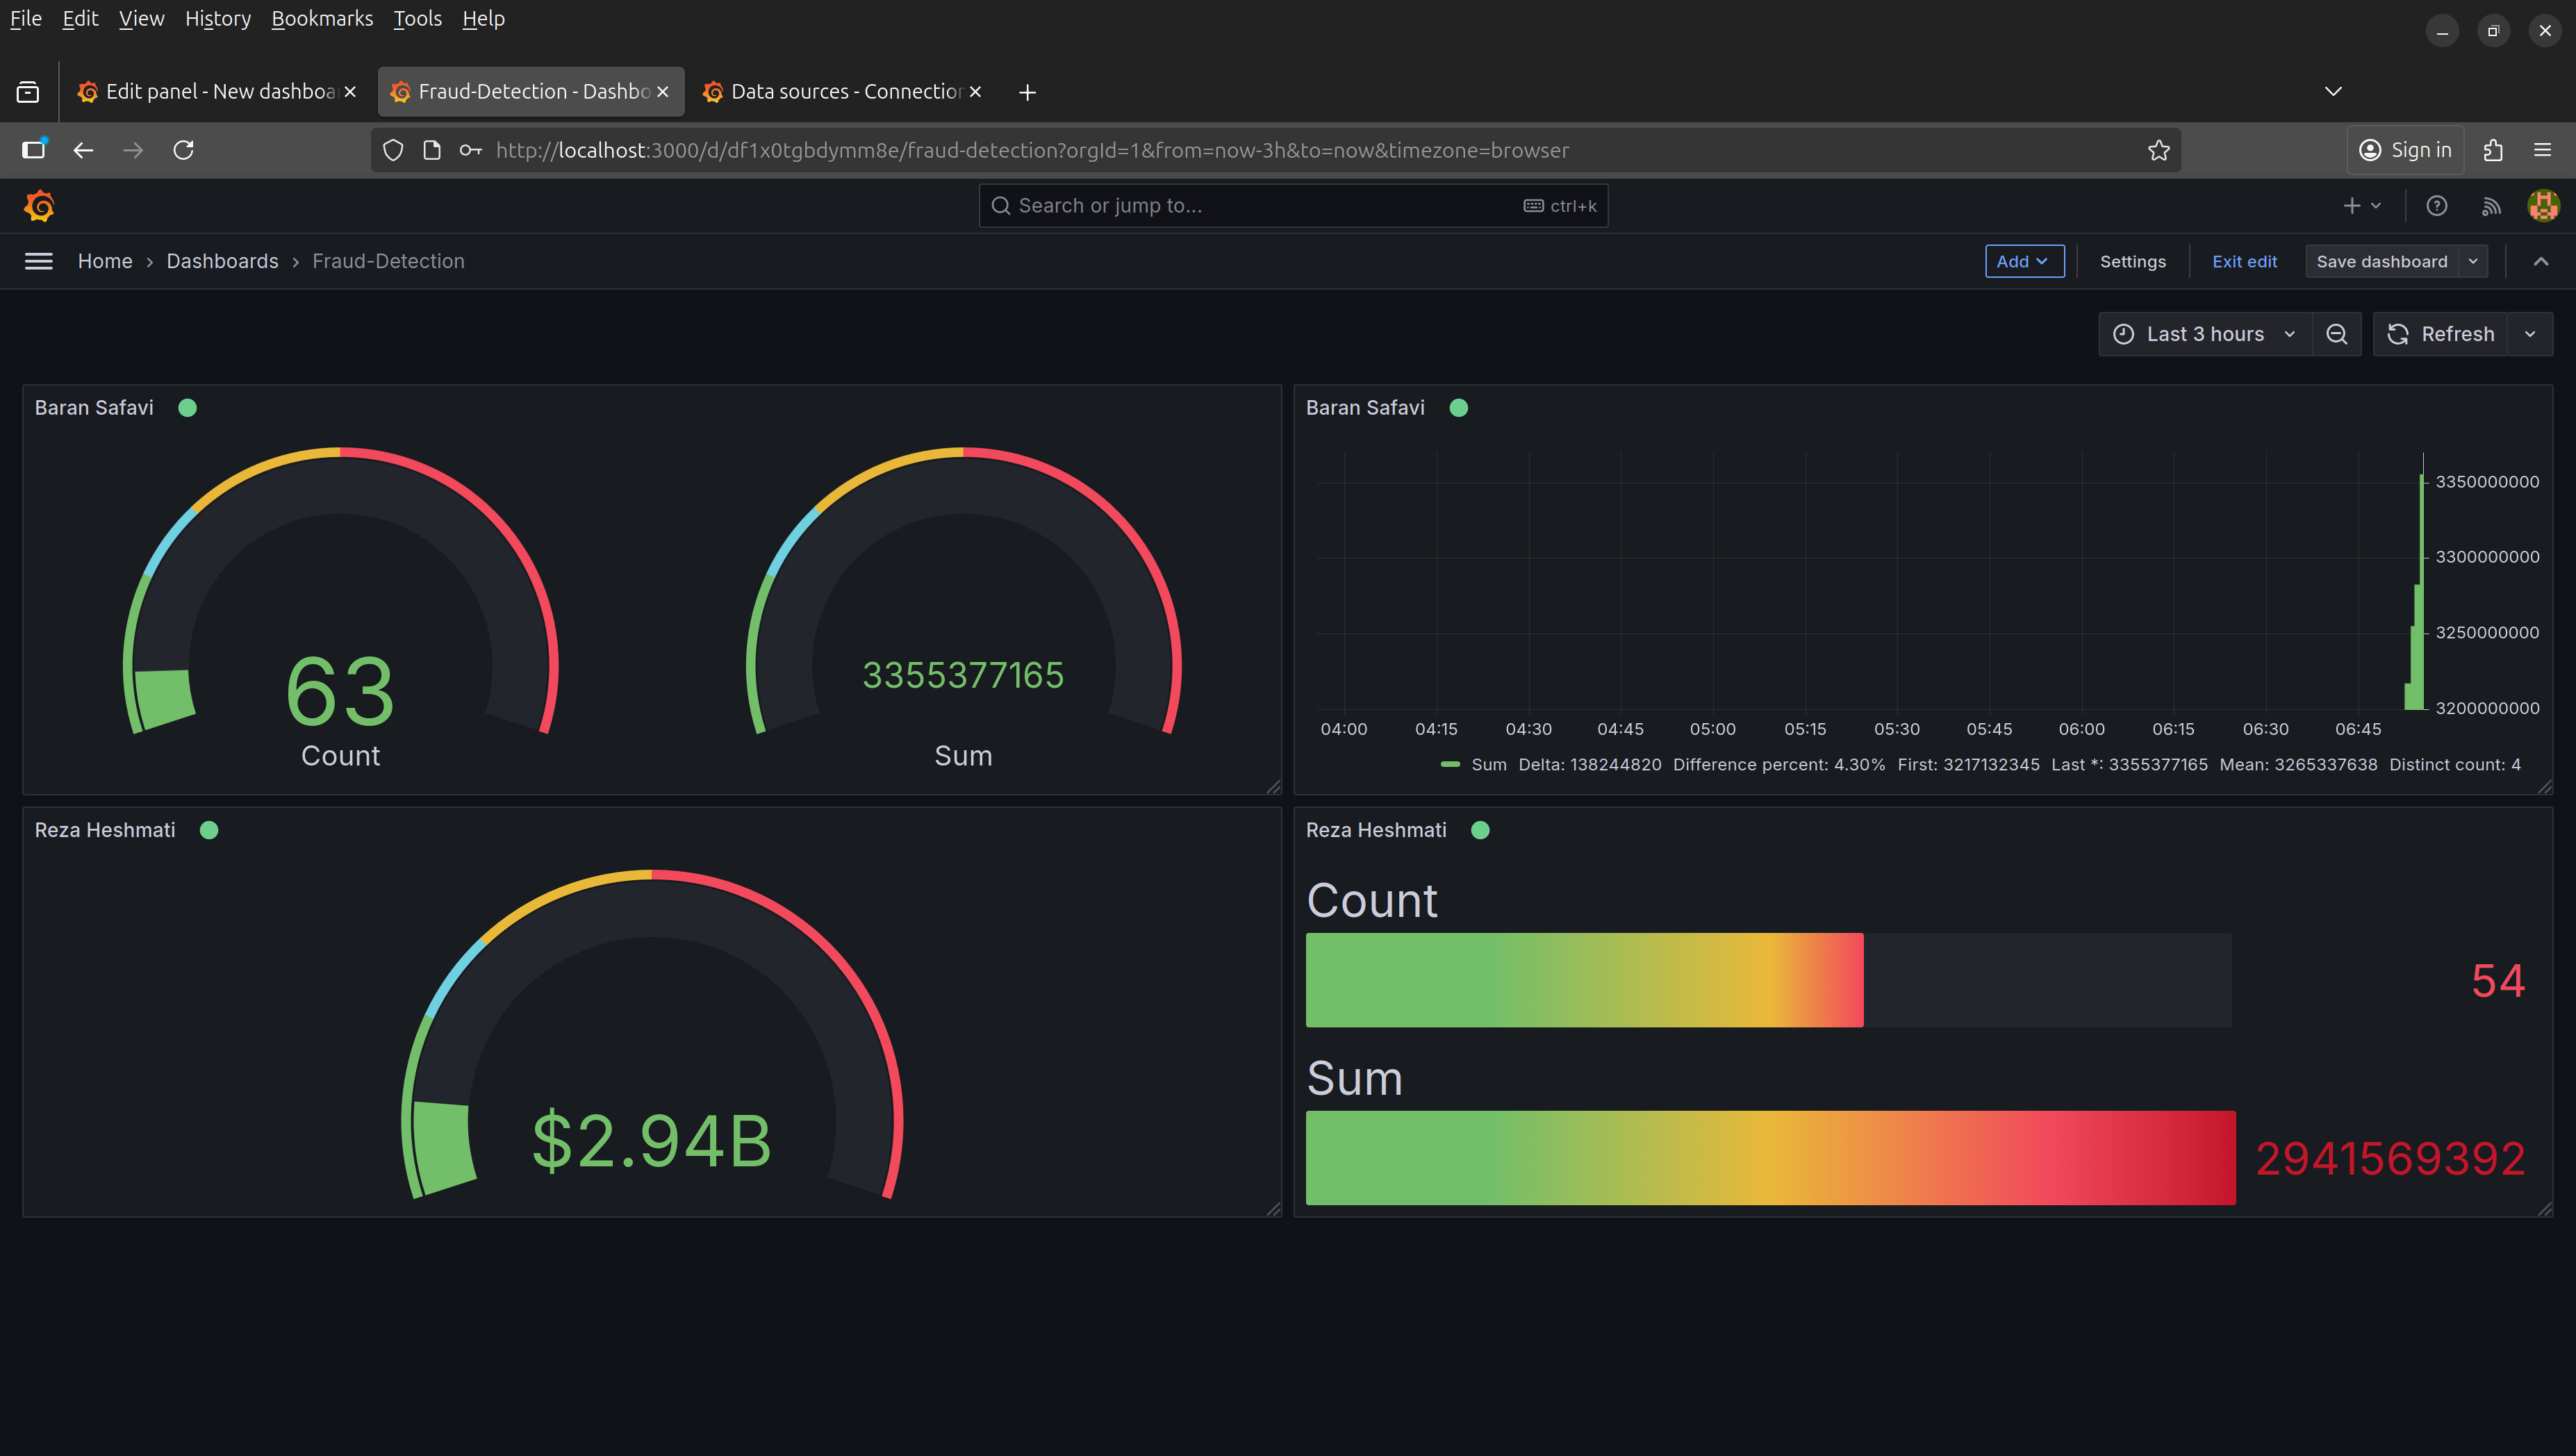 File Edit View History Bookmarks Tools Help
Edit panel - New dashboa
Fraud-Detection - Dashbo
Data sources - Connection
http://localhost:3000/d/df1x0tgbdymm8e/fraud-detection?orgId=1&from=now-3h&to=now&timezone=browser
Sign in
Search or jump to...
ctrl+k
Home › Dashboards › Fraud-Detection
Add
Settings
Exit edit
Save dashboard
Last 3 hours
Refresh
Baran Safavi
63
Count
3355377165
Sum
Baran Safavi
3350000000
3300000000
3250000000
3200000000
04:00 04:15 04:30 04:45 05:00 05:15 05:30 05:45 06:00 06:15 06:30 06:45
Sum Delta: 138244820 Difference percent: 4.30% First: 3217132345 Last *: 3355377165 Mean: 3265337638 Distinct count: 4
Reza Heshmati
$2.94B
Reza Heshmati
Count
54
Sum
2941569392